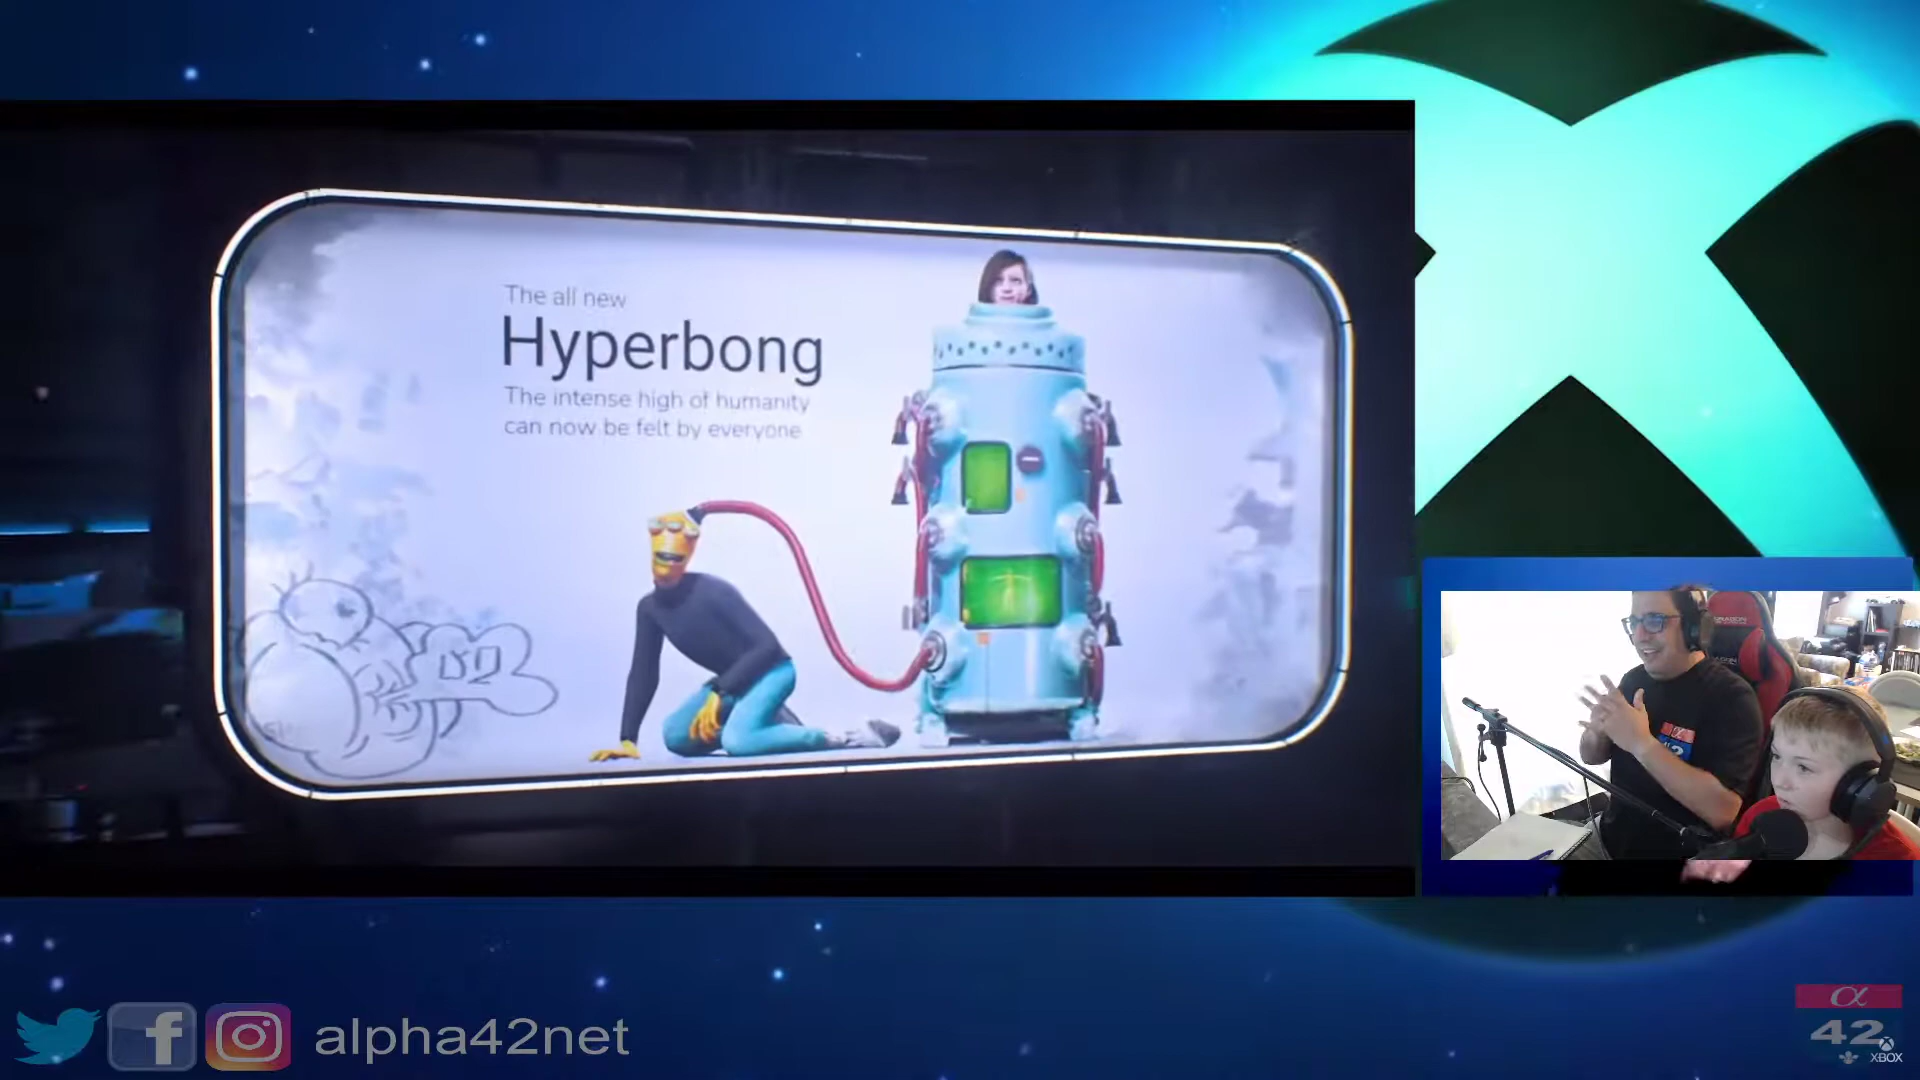 The all new
Hyperbong
The intense high of humanity
can now be felt by everyone
alpha42net
α
42
XBOX